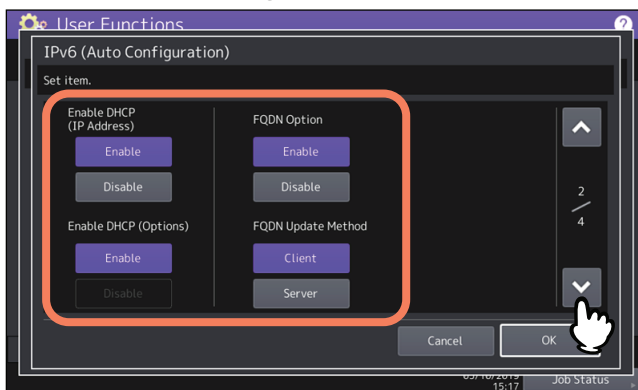 User Functions
?
IPv6 (Auto Configuration)
Set item.
Enable DHCP
(IP Address)
Enable
Disable
FQDN Option
Enable
Disable
2
4
Enable DHCP (Options)
Enable
Disable
FQDN Update Method
Client
Server
Cancel
OK
15:17
Job Status